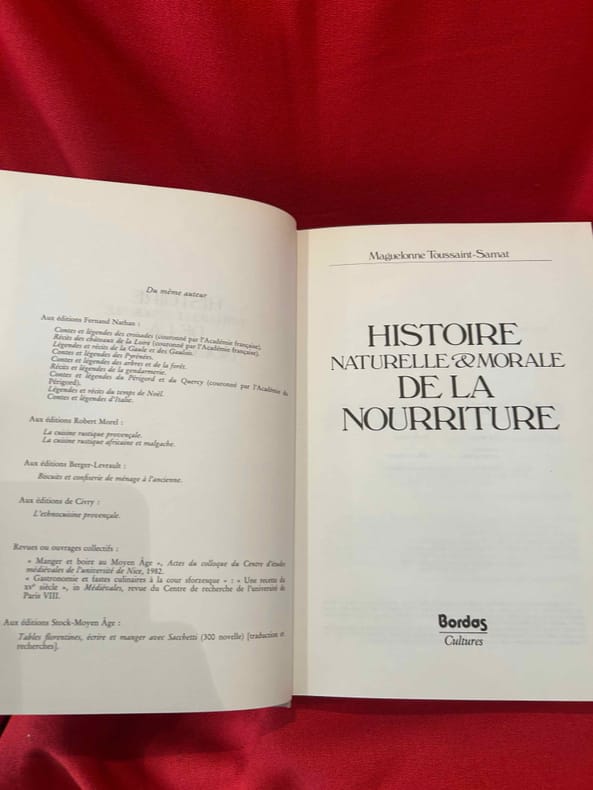 Du même auteur
Aux éditions Fernand Nathan :
Contes et légendes des croisades (couronné par l'Académie française),
Récits des châteaux de la Loire (couronné par l'Académie française),
Légendes et récits de la Gaule et des Gaulois.
Contes et légendes des Pyrénées.
Contes et légendes des arbres et de la forêt.
Récits et légendes de la gendarmerie.
Contes et légendes du Périgord et du Quercy (couronné par l'Académie du
Périgord).
Légendes et récits du temps de Noël.
Contes et légendes d'Italie.
Aux éditions Robert Morel :
La cuisine rustique provençale.
La cuisine rustique africaine et malgache.
Aux éditions Berger-Levrault :
Biscuits et confiserie de ménage à l'ancienne.
Aux éditions de Civry :
L'ethnocuisine provençale.
Revues ou ouvrages collectifs :
« Manger et boire au Moyen Âge », Actes du colloque du Centre d'études
médiévales de l'université de Nice, 1982.
« Gastronomie et fastes culinaires à la cour sforzesque » : « Une recette du
XVe siècle », in Médiévales, revue du Centre de recherche de l'université de
Paris VIII.
Aux éditions Stock-Moyen Âge :
Tables florentines, écrire et manger avec Sacchetti (300 novelle) [traduction et
recherches].
Maguelonne Toussaint-Samat
HISTOIRE
NATURELLE & MORALE
DE LA
NOURRITURE
Bordas
Cultures